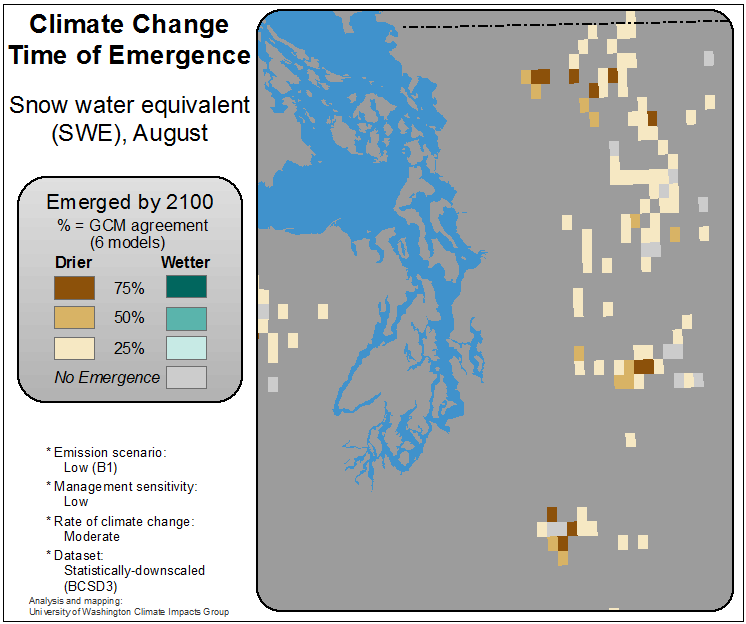 Climate Change
Time of Emergence
Snow water equivalent
(SWE), August
Emerged by 2100
% = GCM agreement
(6 models)
Drier Wetter
75%
50%
25%
No Emergence
* Emission scenario:
Low (B1)
* Management sensitivity:
Low
* Rate of climate change:
Moderate
* Dataset:
Statistically-downscaled
(BCSD3)
Analysis and mapping:
University of Washington Climate Impacts Group